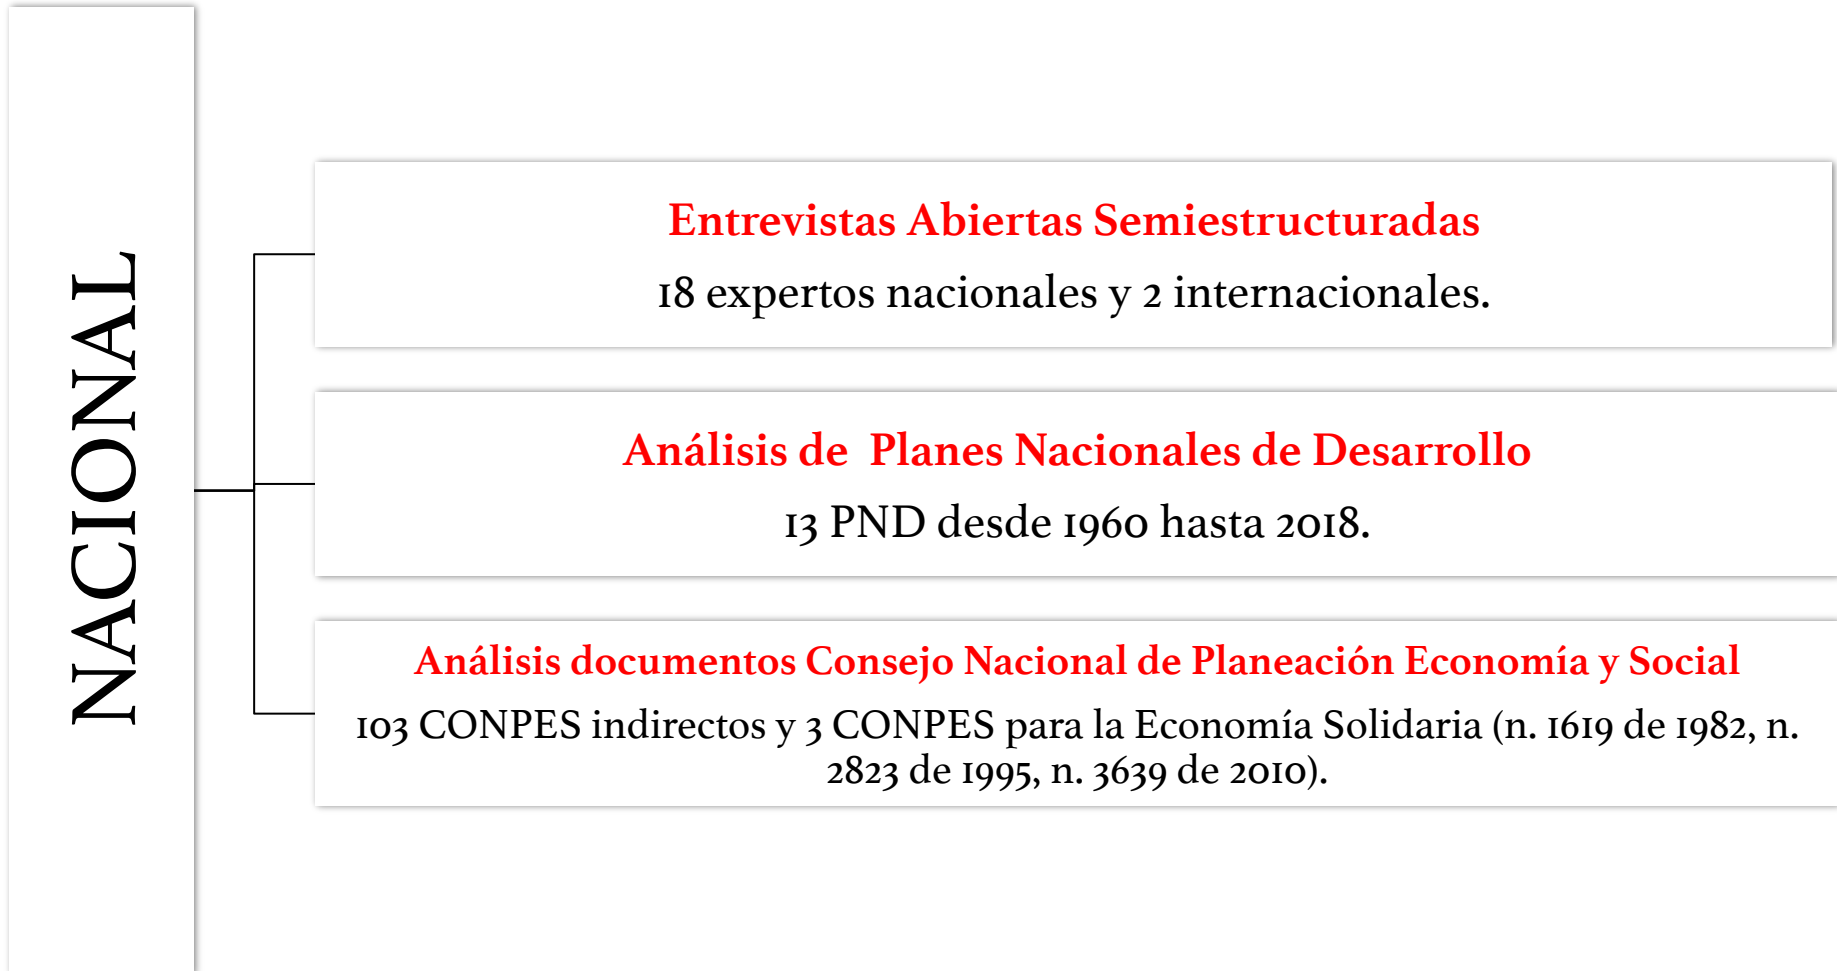 NACIONAL
Entrevistas Abiertas Semiestructuradas
18 expertos nacionales y 2 internacionales.
Análisis de  Planes Nacionales de Desarrollo
13 PND desde 1960 hasta 2018.
Análisis documentos Consejo Nacional de Planeación Economía y Social
103 CONPES indirectos y 3 CONPES para la Economía Solidaria (n. 1619 de 1982, n.
2823 de 1995, n. 3639 de 2010).